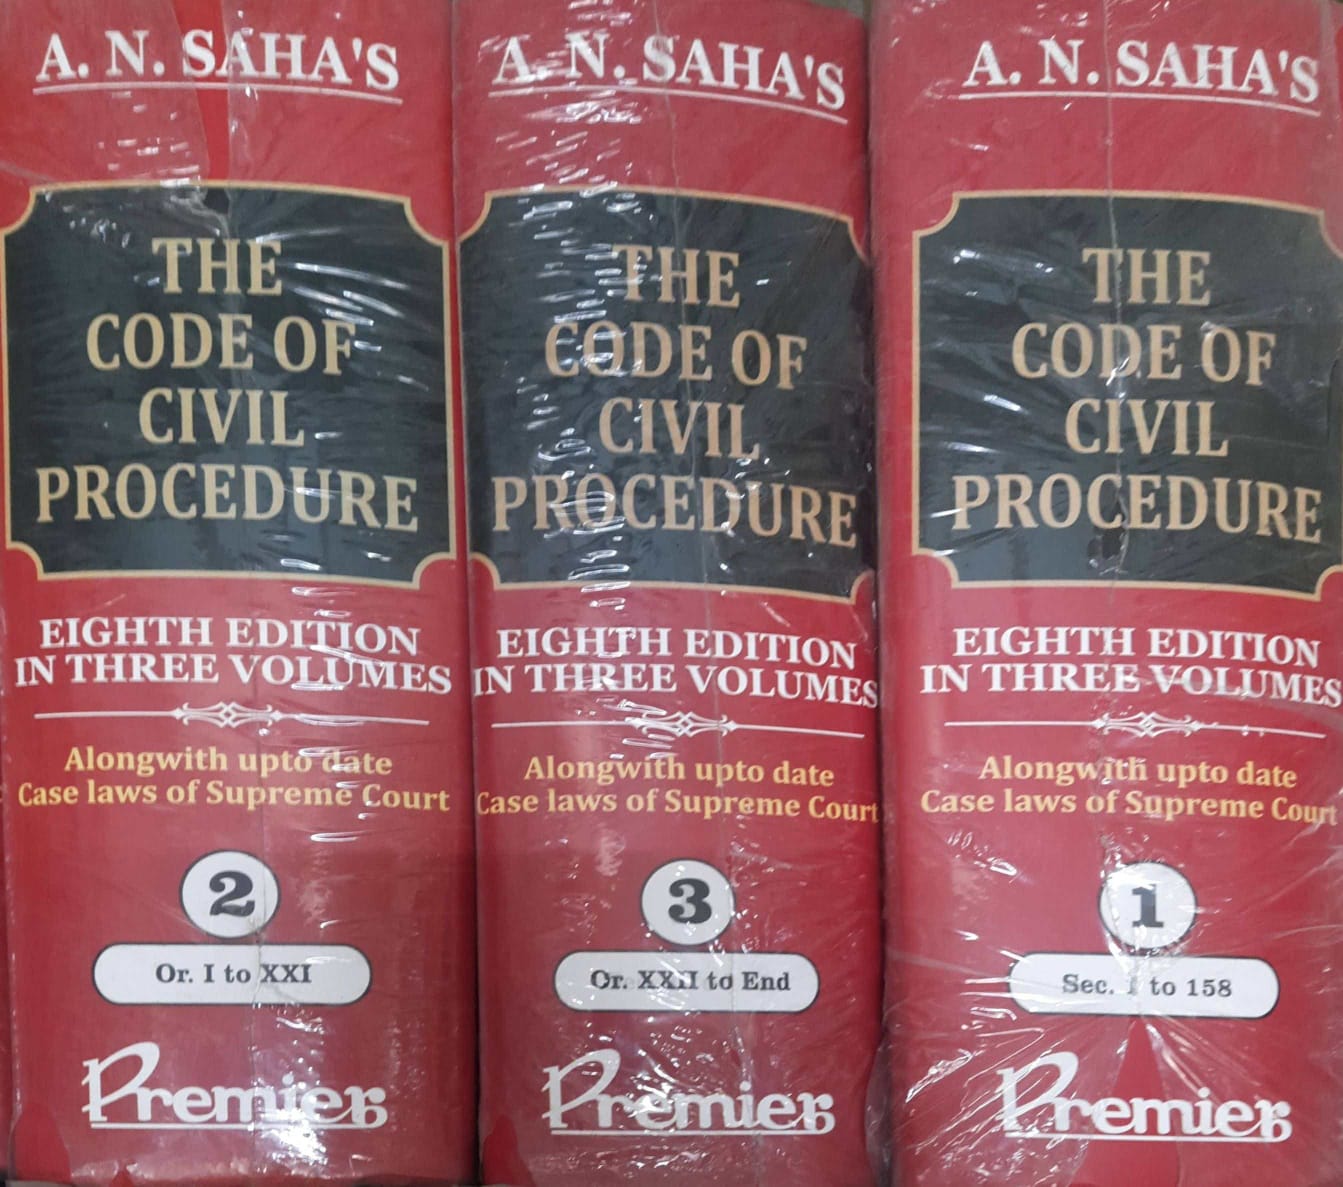 A. N. SAHA'S
THE
CODE OF
CIVIL
PROCEDURE
EIGHTH EDITION
IN THREE VOLUMES
Alongwith upto date
Case laws of Supreme Court
2
Or. I to XXI
Premier
A. N. SAHA'S
THE
CODE OF
CIVIL
PROCEDURE
EIGHTH EDITION
IN THREE VOLUMES
Alongwith upto date
Case laws of Supreme Court
3
Or. XXII to End
Premier
A. N. SAHA'S
THE
CODE OF
CIVIL
PROCEDURE
EIGHTH EDITION
IN THREE VOLUMES
Alongwith upto date
Case laws of Supreme Court
1
Sec. 1 to 158
Premier